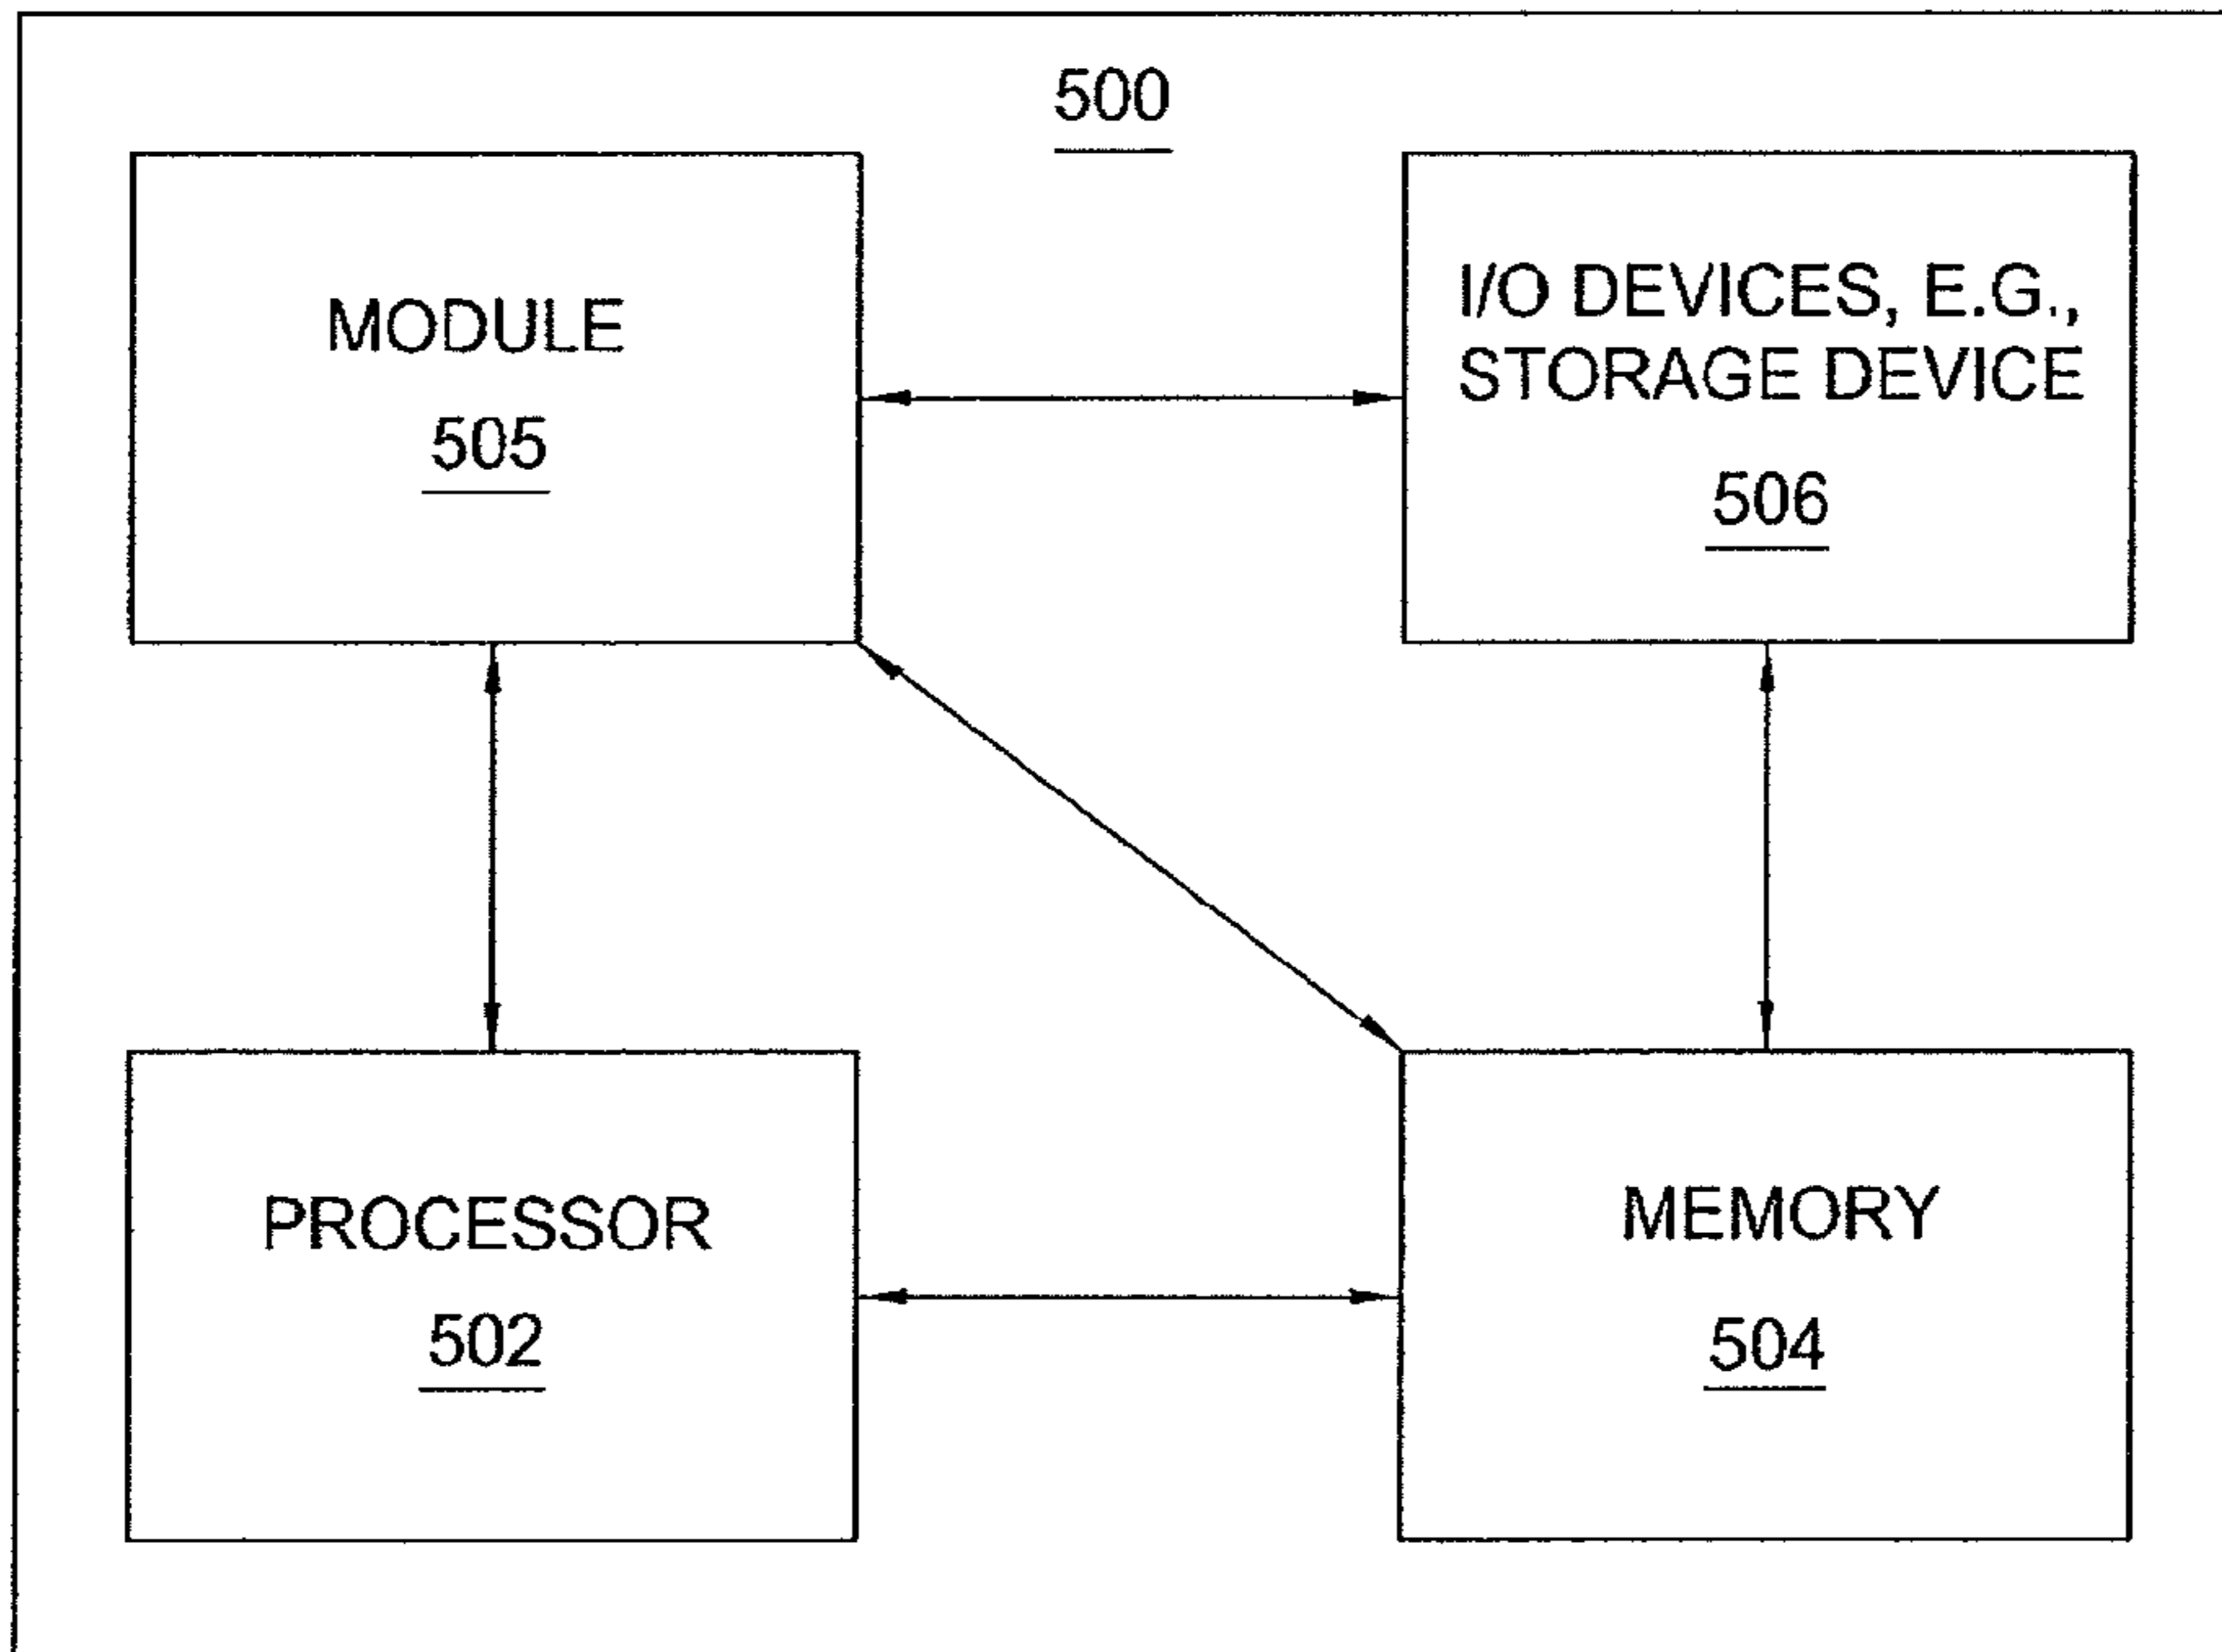 500
MODULE
505
I/O DEVICES, E.G.,
STORAGE DEVICE
506
PROCESSOR
502
MEMORY
504